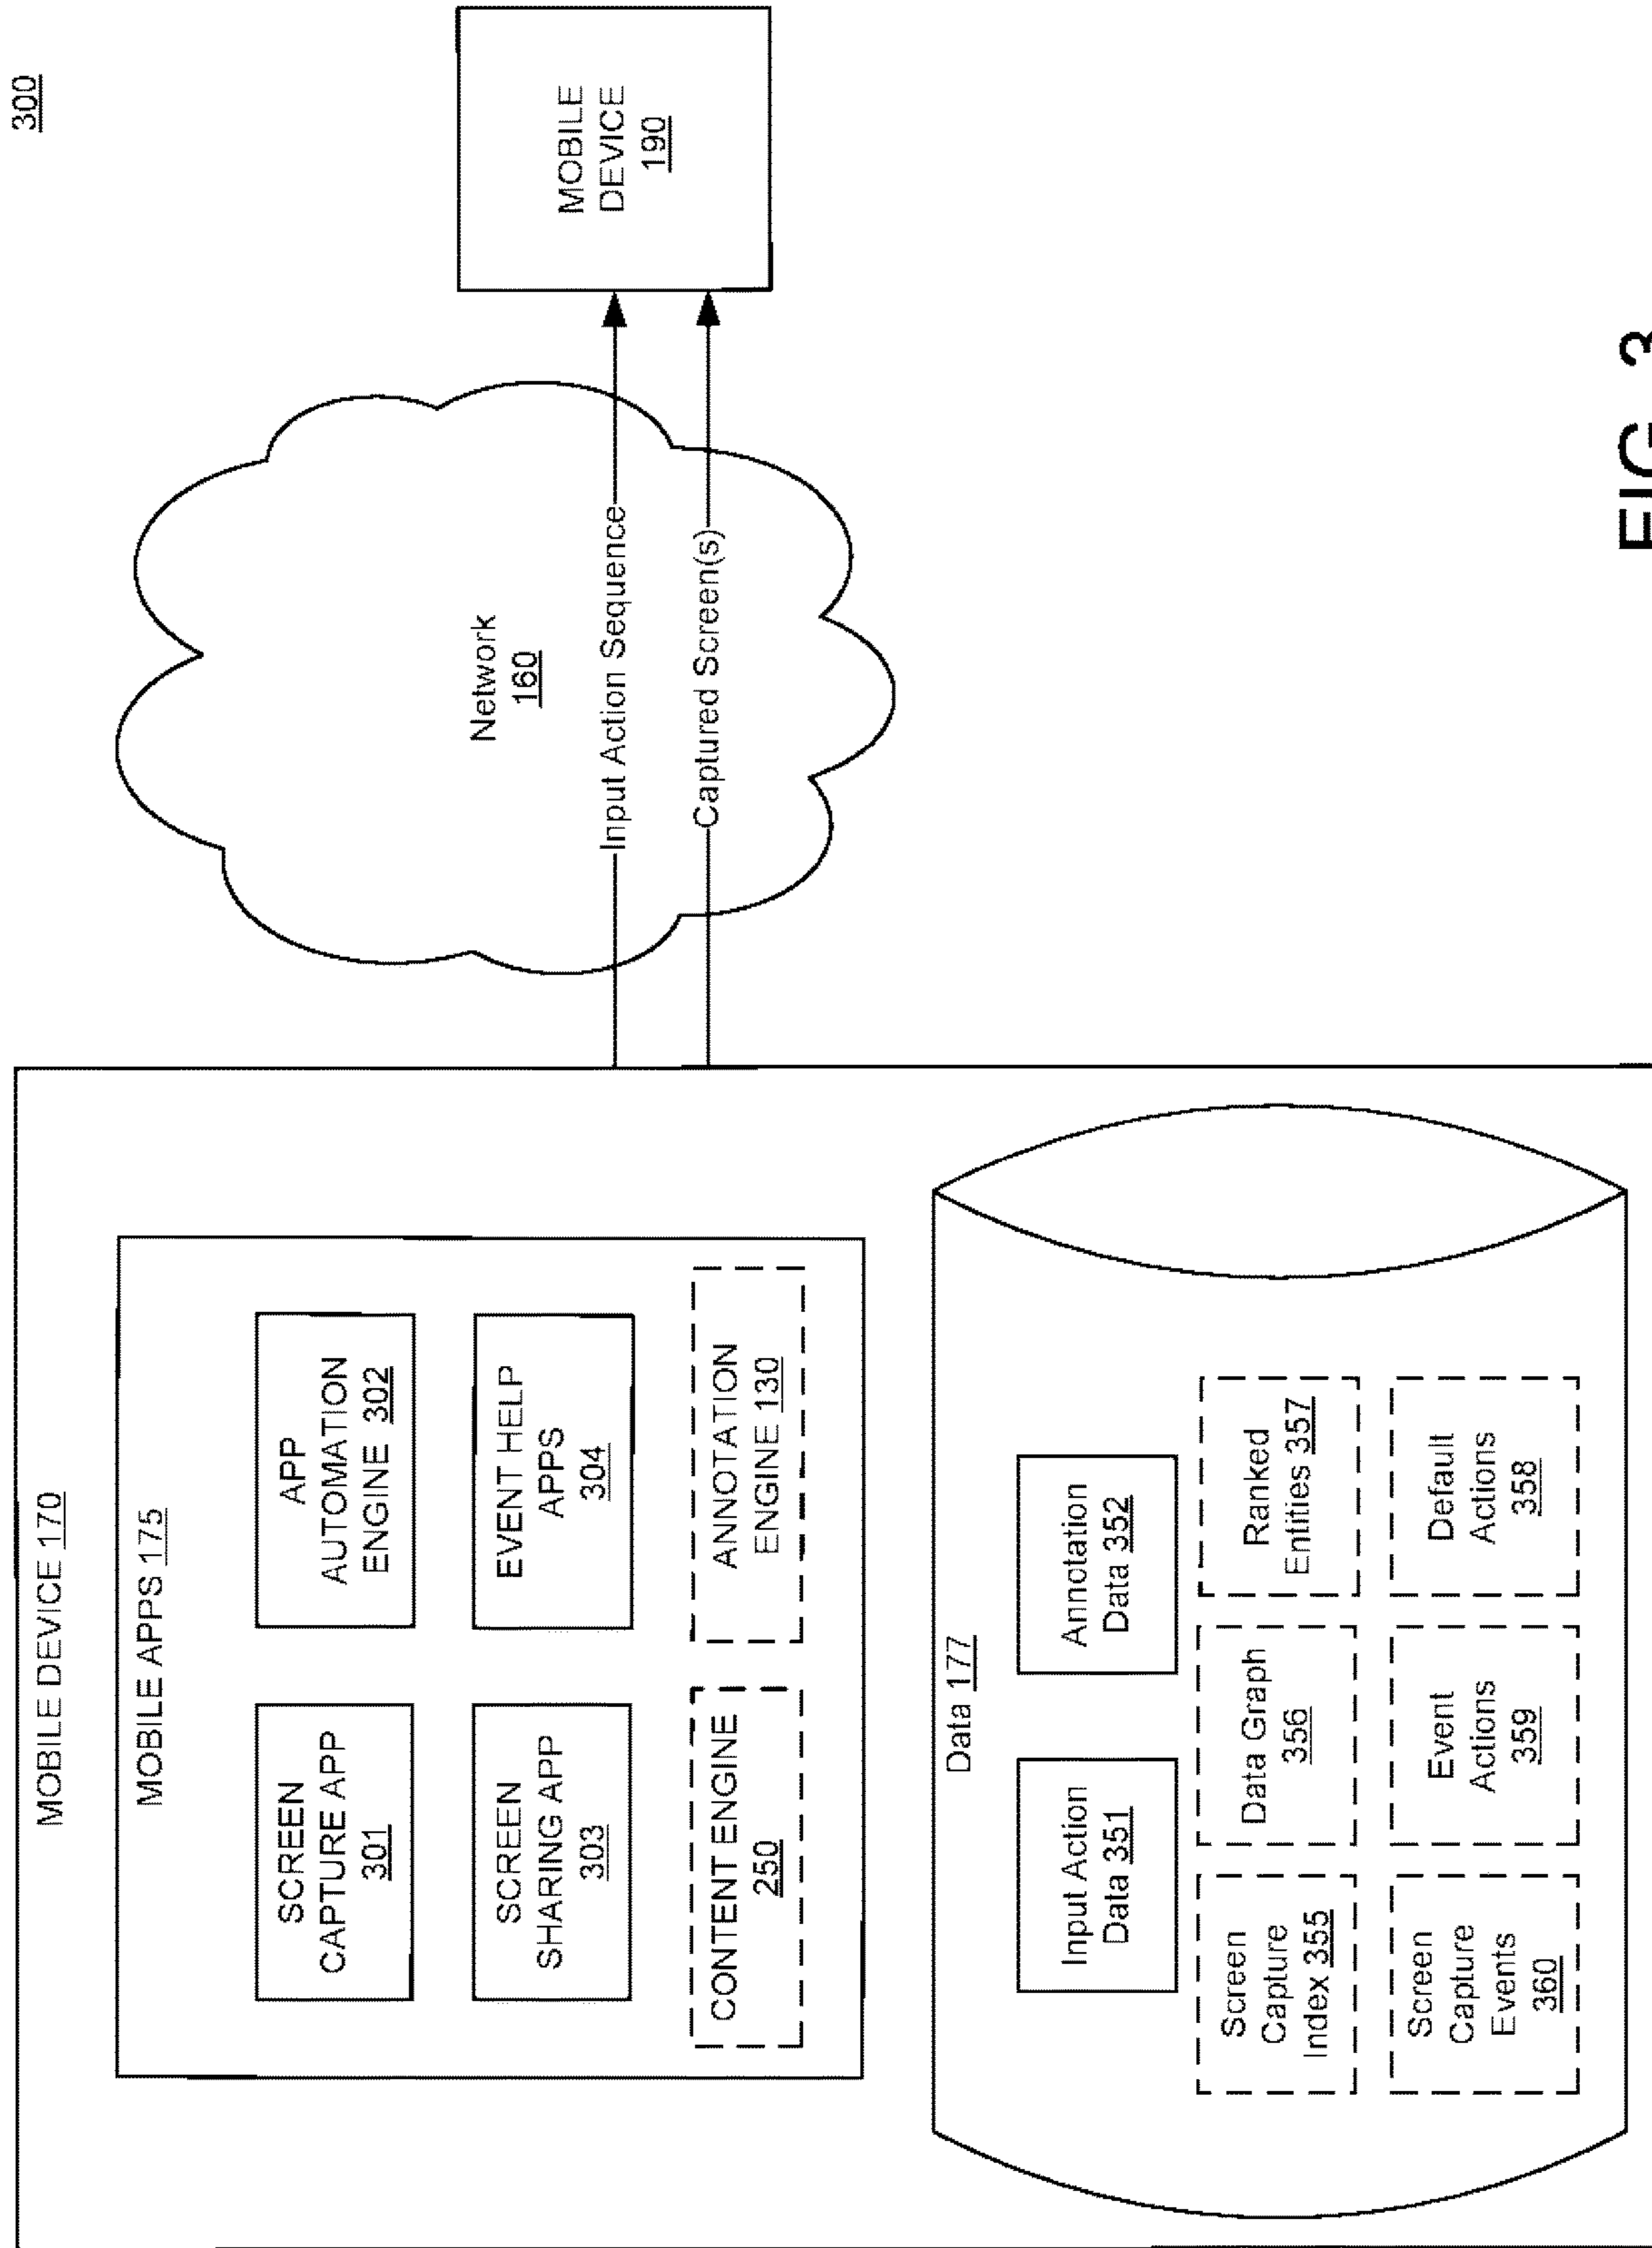 300
MOBILE DEVICE 170
MOBILE APPS 175
SCREEN
CAPTURE APP
301
APP
AUTOMATION
ENGINE 302
SCREEN
SHARING APP
303
EVENT HELP
APPS
304
CONTENT ENGINE
250
ANNOTATION
ENGINE 130
Data 177
Input Action
Data 351
Annotation
Data 352
Screen
Capture
Index 355
Data Graph
356
Ranked
Entities 357
Screen
Capture
Events
360
Event
Actions
359
Default
Actions
358
Network
160
Input Action Sequence
Captured Screen(s)
MOBILE
DEVICE
190
FIG. 3